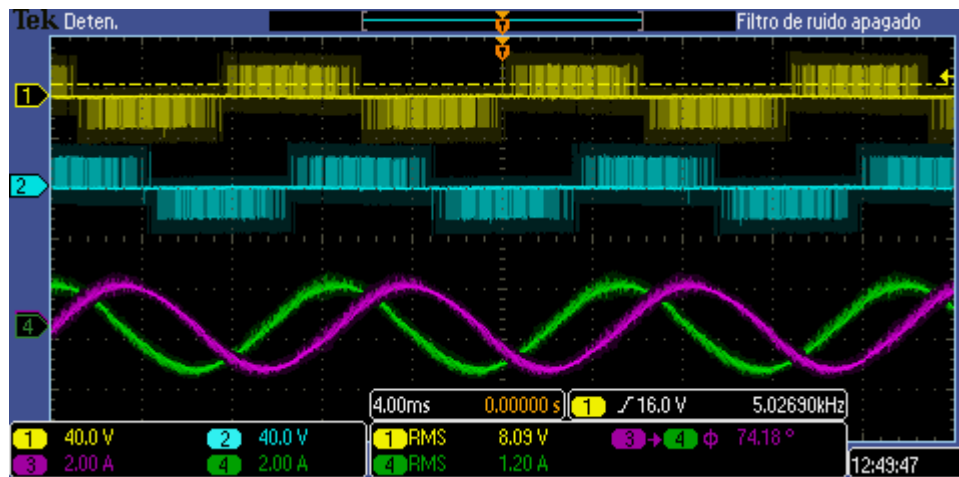 Tek Deten. Filtro de ruido apagado
1
2
4
4.00ms 0.00000 s 1 16.0 V 5.02690kHz
1 40.0 V 2 40.0 V 1 RMS 8.09 V 3 → 4 ϕ 74.18 °
3 2.00 A 4 2.00 A 4 RMS 1.20 A 12:49:47